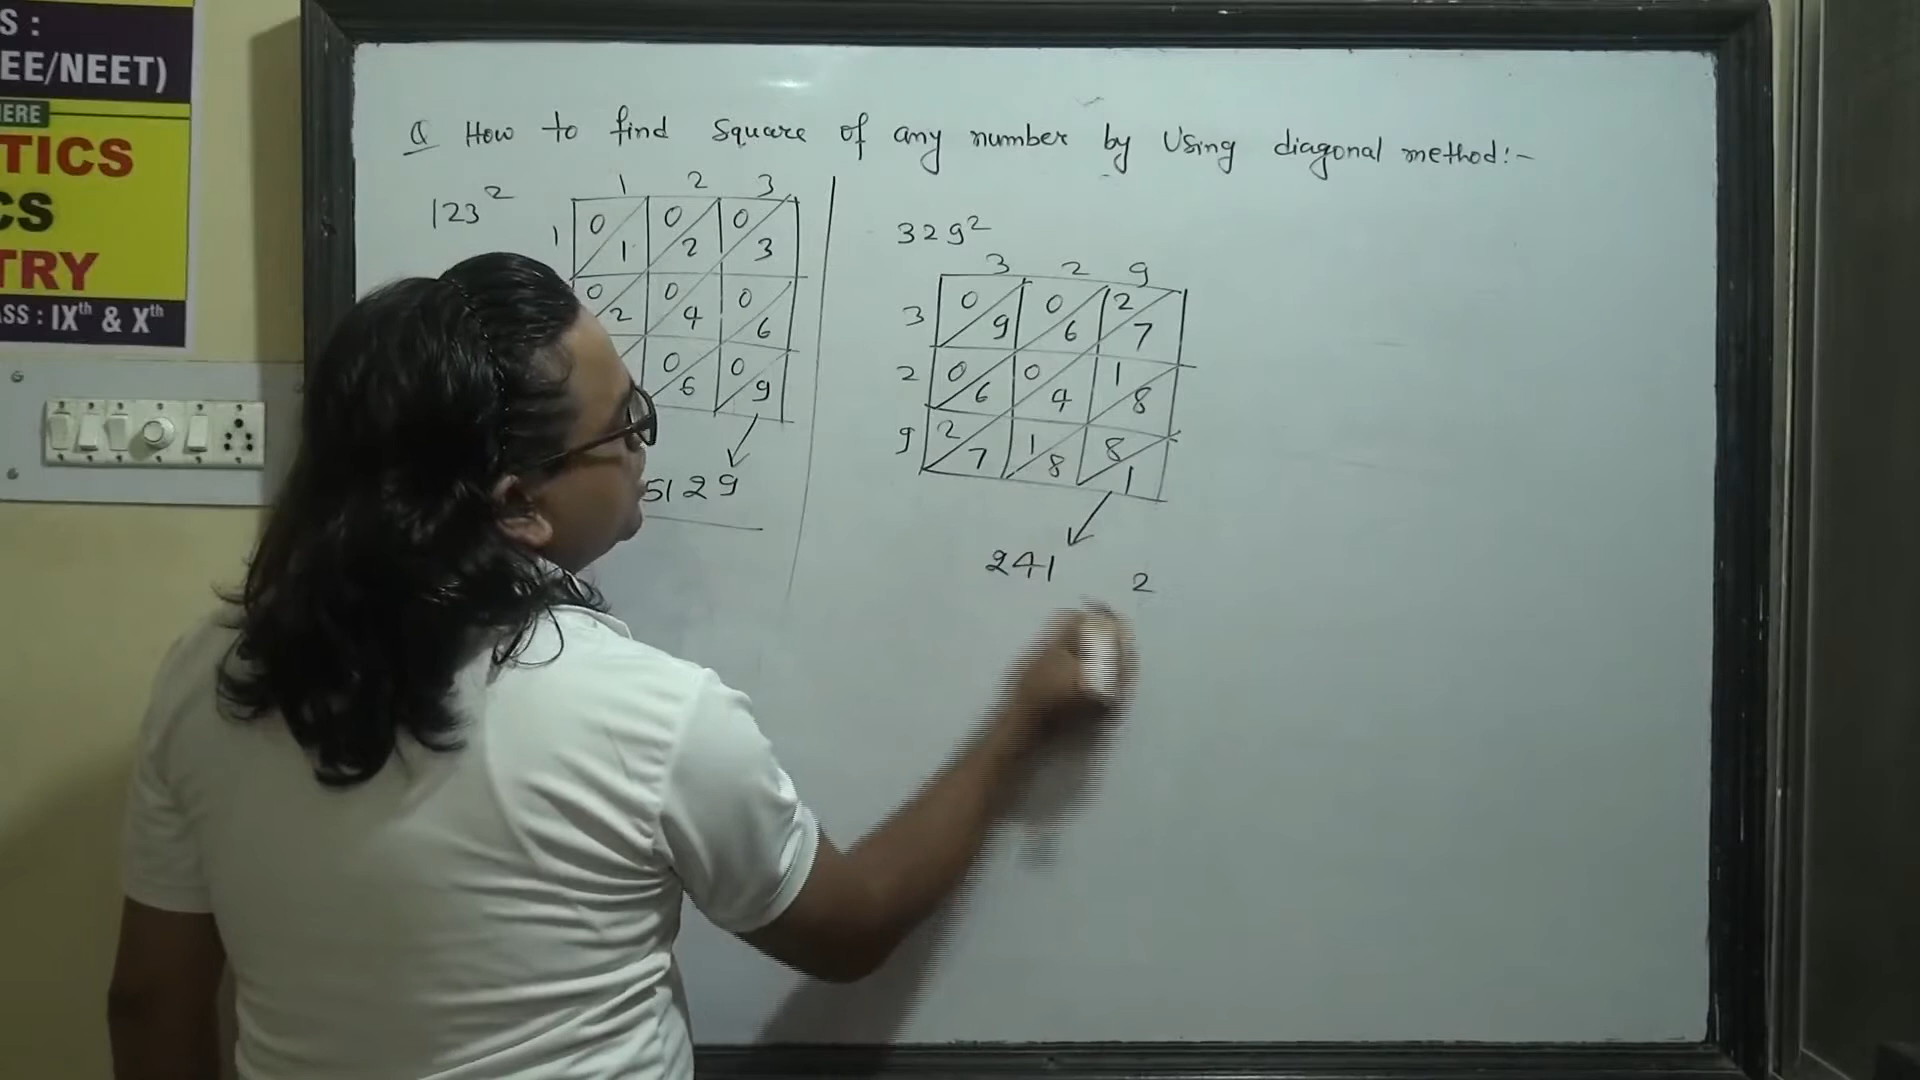 S :
EE/NEET)
ERE
TICS
CS
TRY
ASS : IXth & Xth
Q How to find square of any number by Using diagonal method:-
123²
1 2 3
1 0 1 0 2 0 3
0 2 0 4 0 6
0 6 0 9
5129
329²
3 2 9
3 0 9 0 6 2 7
2 0 6 0 4 1 8
9 2 7 1 8 8 1
241
2